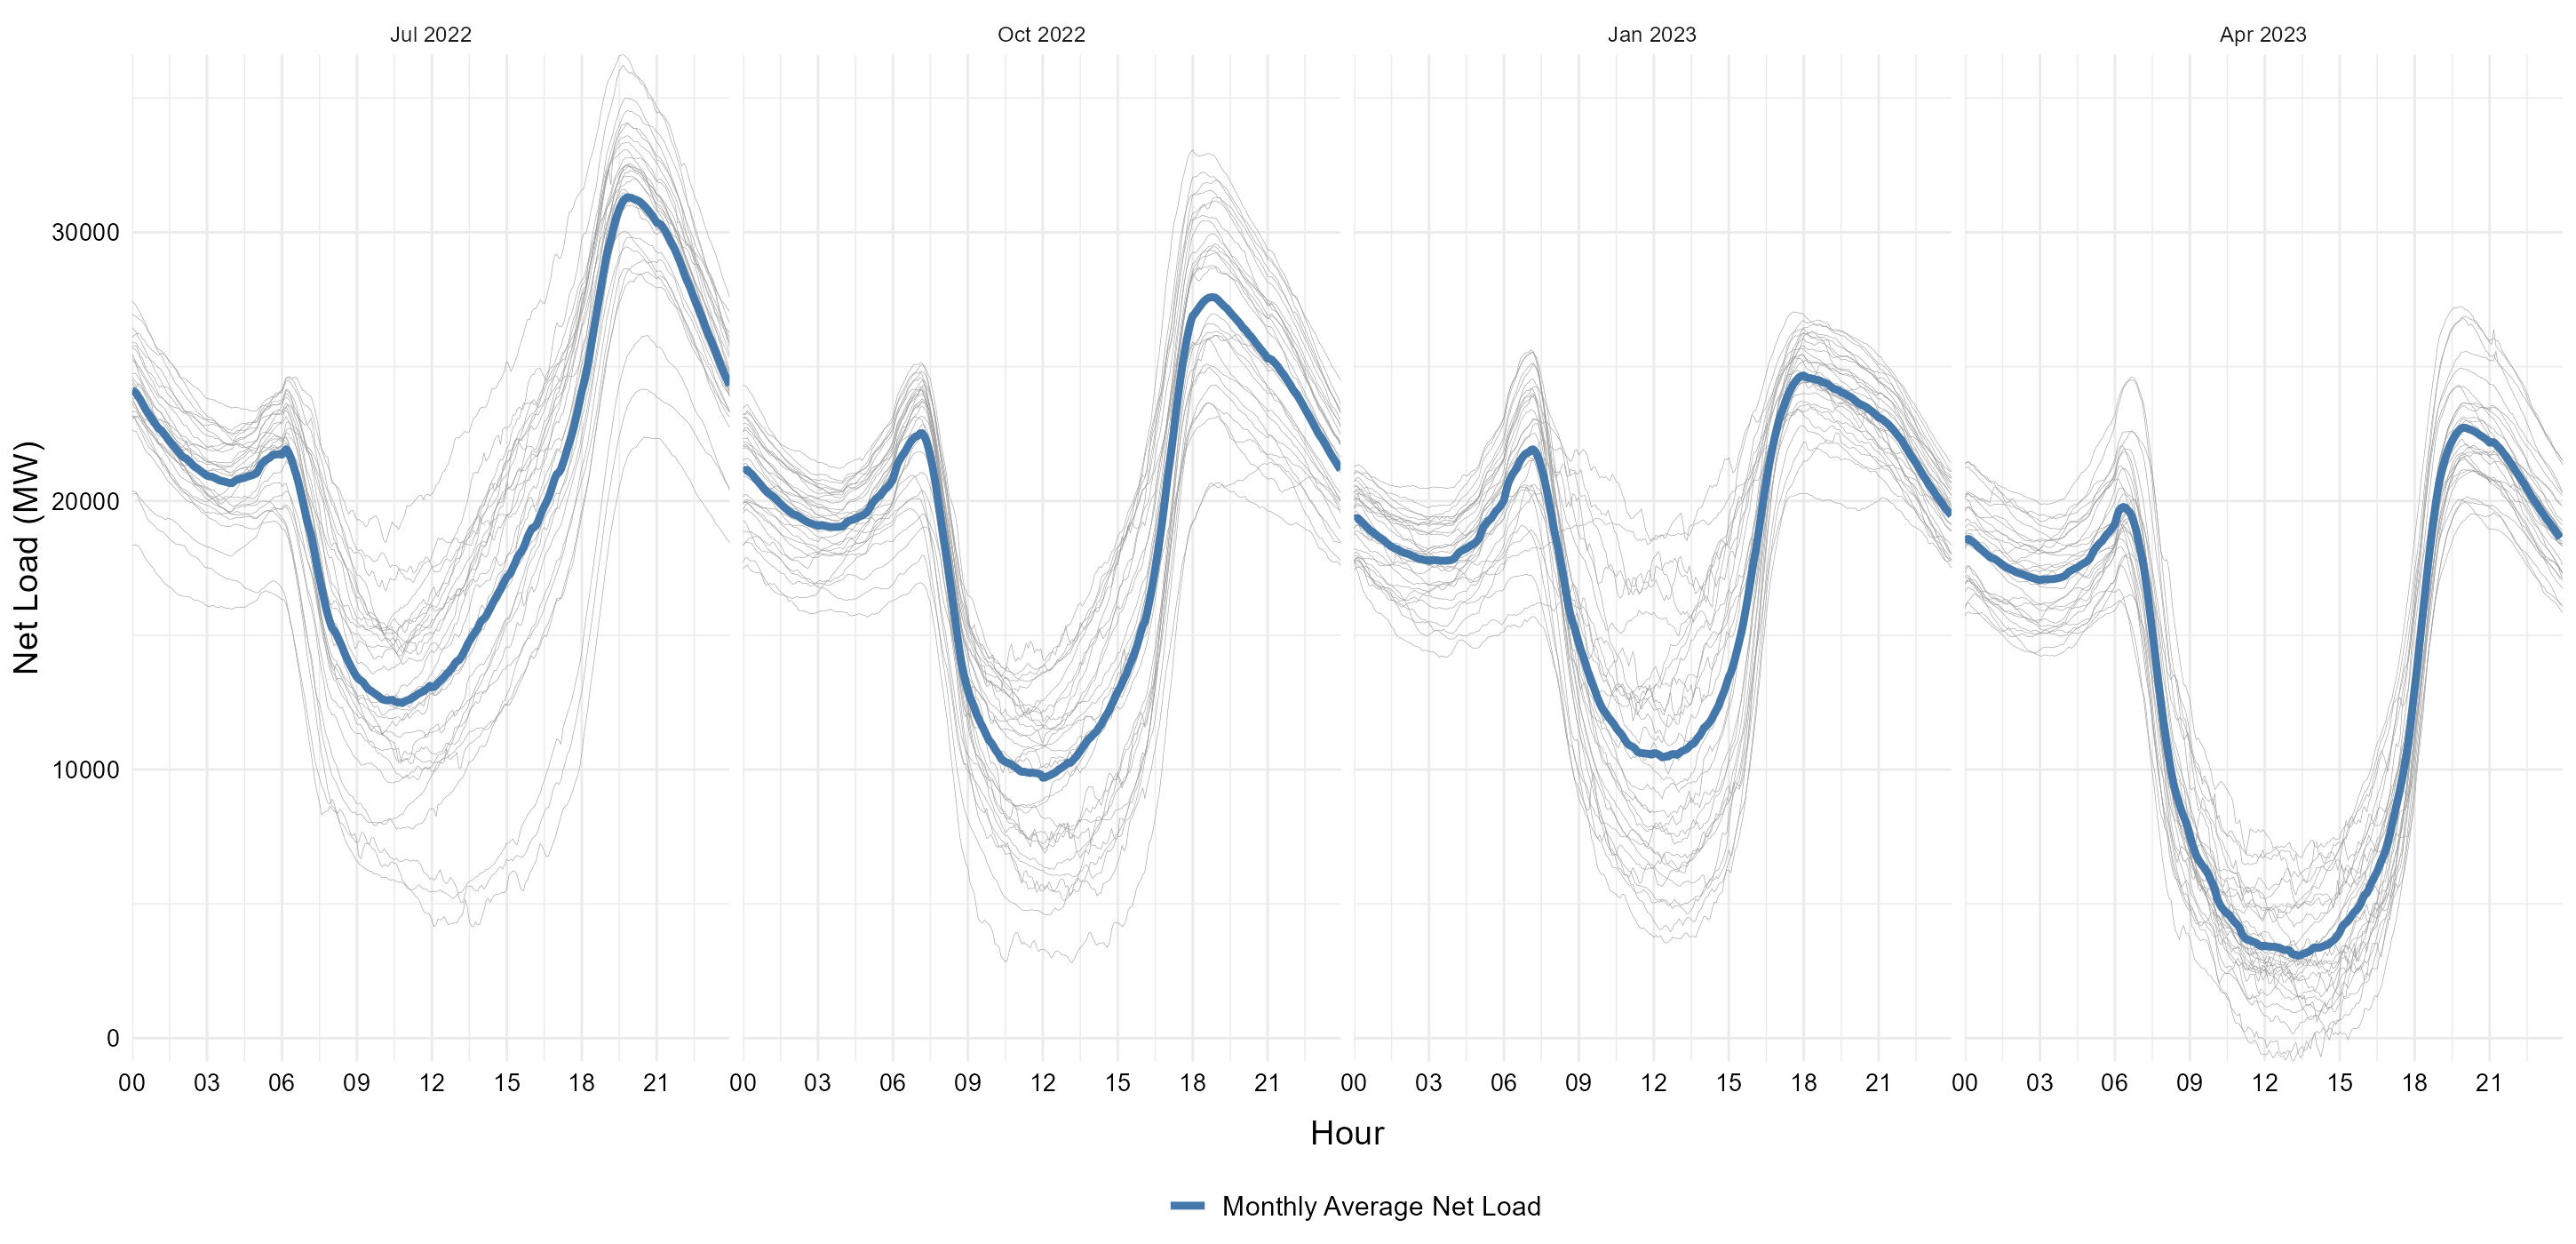 Jul 2022 Oct 2022 Jan 2023 Apr 2023
Net Load (MW)
30000
20000
10000
0
00 03 06 09 12 15 18 21 00 03 06 09 12 15 18 21 00 03 06 09 12 15 18 21 00 03 06 09 12 15 18 21
Hour
Monthly Average Net Load